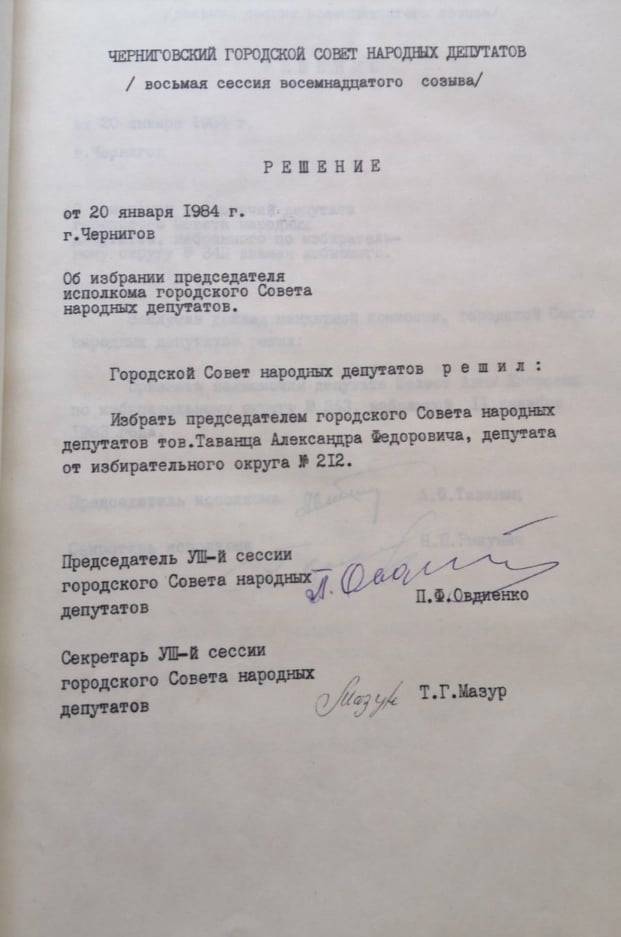 ЧЕРНИГОВСКИЙ ГОРОДСКОЙ СОВЕТ НАРОДНЫХ ДЕПУТАТОВ
/ восьмая сессия восемнадцатого созыва/
РЕШЕНИЕ
от 20 января 1984 г.
г.Чернигов
Об избрании председателя
исполкома городского Совета
народных депутатов.
Городской Совет народных депутатов р е ш и л :
Избрать председателем городского Совета народных
депутатов тов.Таванца Александра Федоровича, депутата
от избирательного округа № 212.
Председатель УШ-й сессии
городского Совета народных
депутатов
П.Ф.Овдиенко
Секретарь УШ-й сессии
городского Совета народных
депутатов
Мазур
Т.Г.Мазур